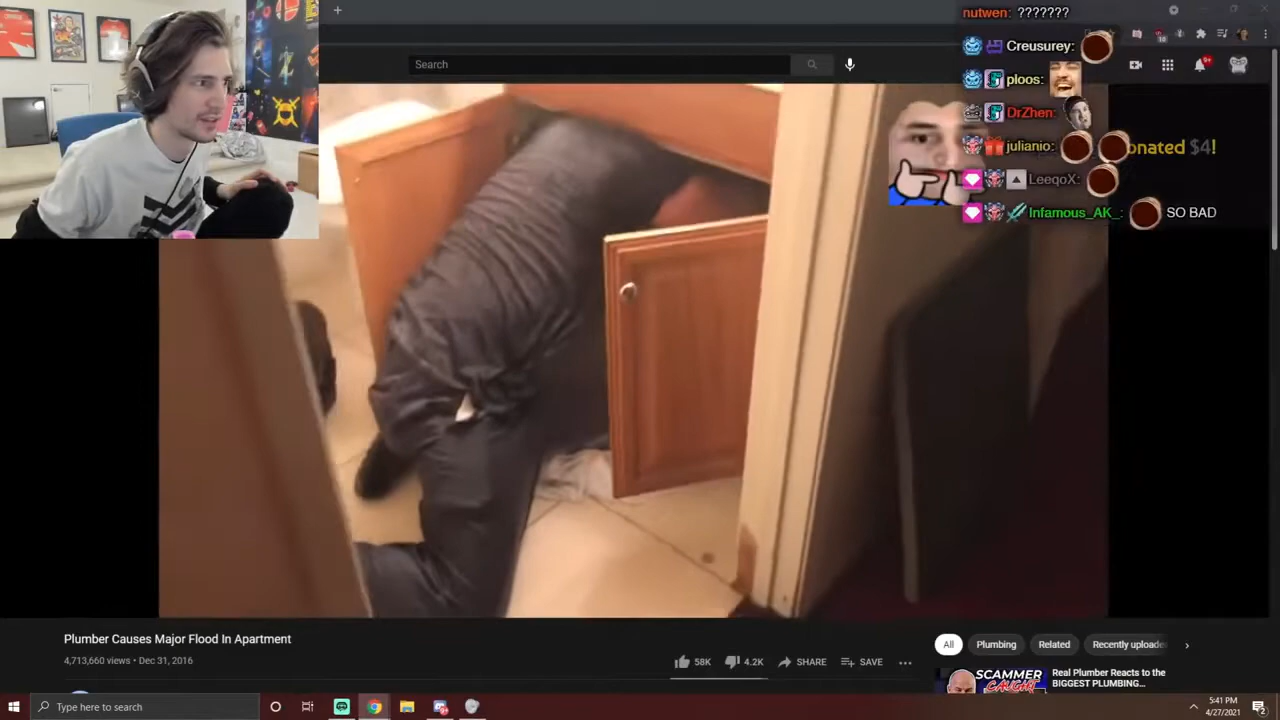 nutwen: ???????
Search
Creusurey:
ploos:
DrZhen:
julianio:
onated $4!
LeeqoX:
Infamous_AK_: SO BAD
Plumber Causes Major Flood In Apartment
4,713,660 views • Dec 31, 2016
58K
4.2K
SHARE
SAVE
All
Plumbing
Related
Recently uploade
SCAMMER
CAUGHT
Real Plumber Reacts to the
BIGGEST PLUMBING...
Type here to search
5:41 PM
4/27/2021